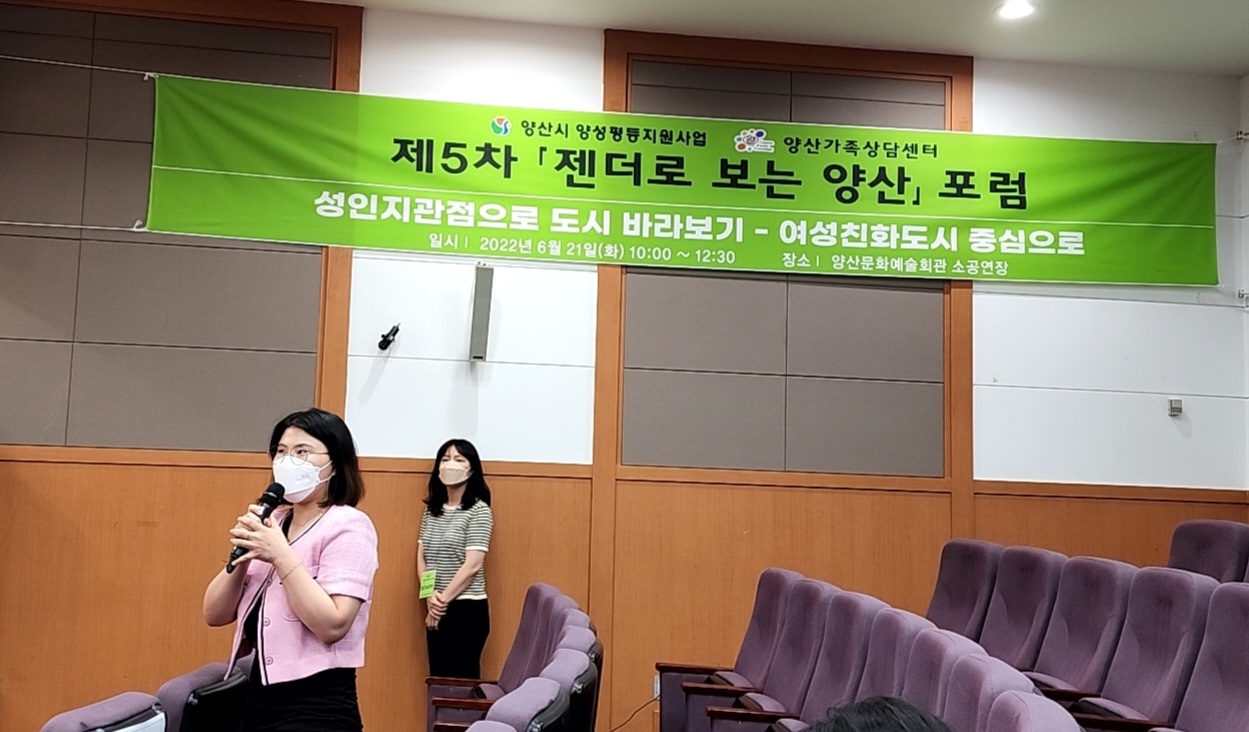 양산시 양성평등지원사업 양산가족상담센터
제5차 「젠더로 보는 양산」 포럼
성인지관점으로 도시 바라보기 - 여성친화도시 중심으로
일시 | 2022년 6월 21일(화) 10:00 ~ 12:30 장소 | 양산문화예술회관 소공연장